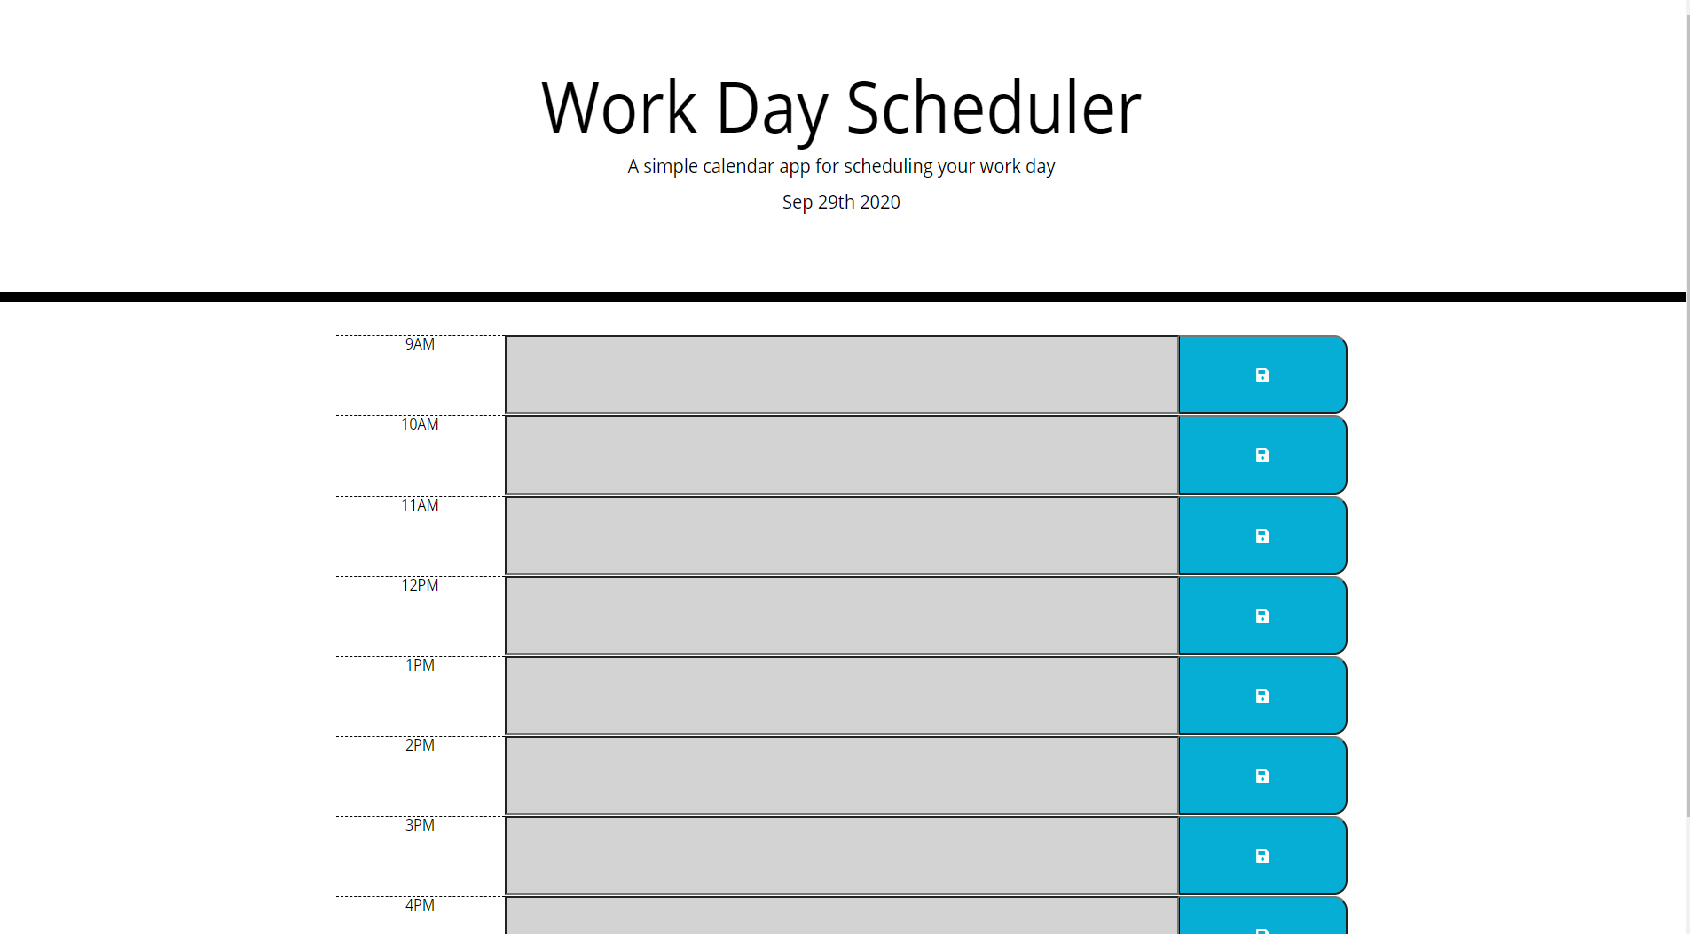 Work Day Scheduler
A simple calendar app for scheduling your work day
Sep 29th 2020
9AM
10AM
11AM
12PM
1PM
2PM
3PM
4PM